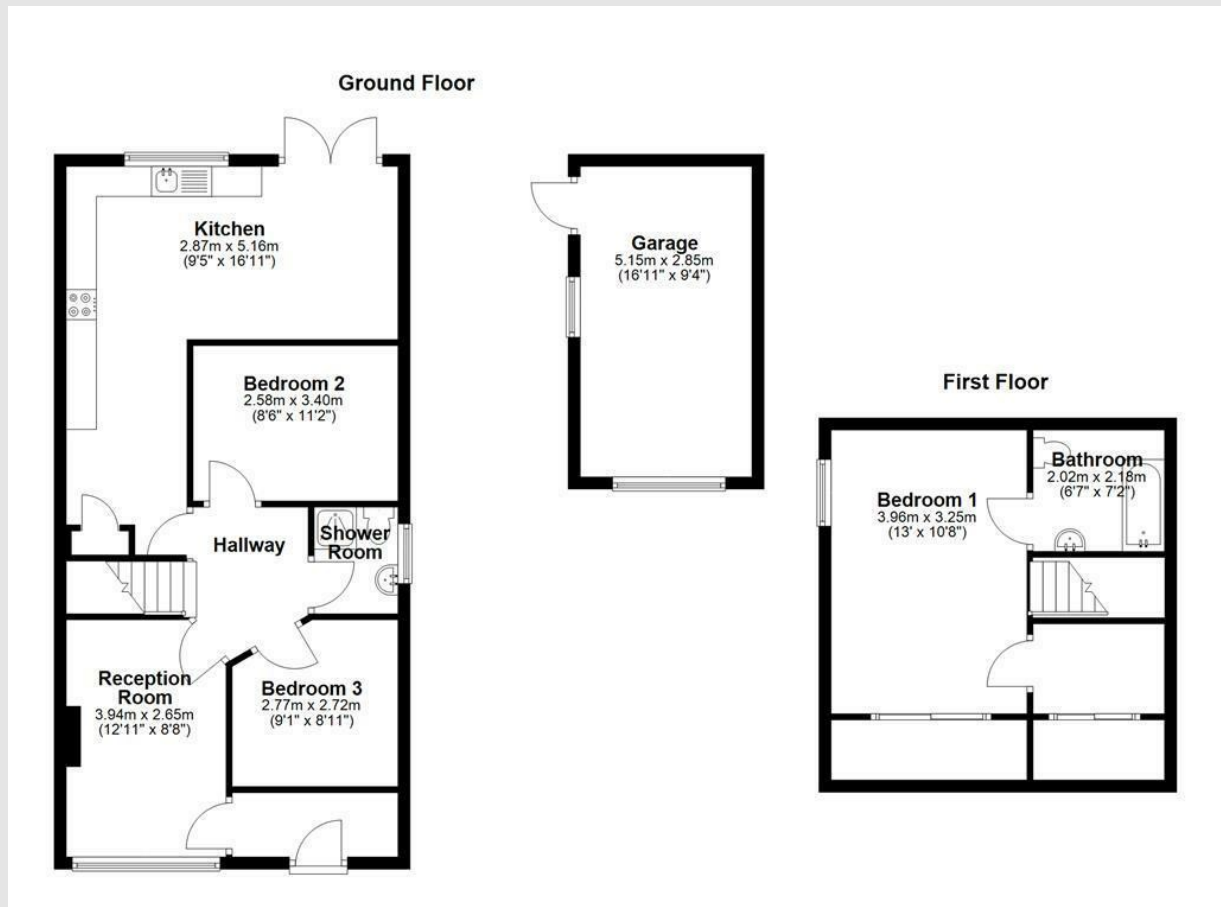 Ground Floor
Kitchen
2.87m x 5.16m
(9'5" x 16'11")
Bedroom 2
2.58m x 3.40m
(8'6" x 11'2")
Hallway
Shower
Room
Reception
Room
3.94m x 2.65m
(12'11" x 8'8")
Bedroom 3
2.77m x 2.72m
(9'1" x 8'11")
Garage
5.15m x 2.85m
(16'11" x 9'4")
First Floor
Bedroom 1
3.96m x 3.25m
(13' x 10'8")
Bathroom
2.02m x 2.18m
(6'7" x 7'2")